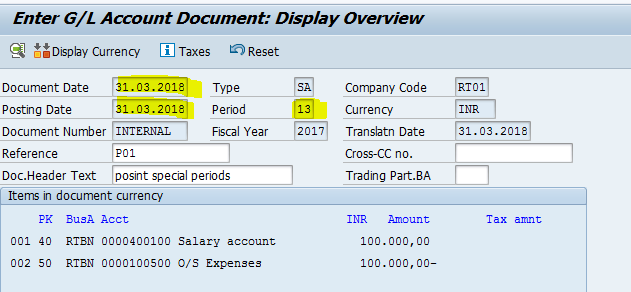 Enter G/L Account Document: Display Overview
Display Currency Taxes Reset
Document Date 31.03.2018 Type SA Company Code RT01
Posting Date 31.03.2018 Period 13 Currency INR
Document Number INTERNAL Fiscal Year 2017 Translatn Date 31.03.2018
Reference P01 Cross-CC no.
Doc.Header Text posint special periods Trading Part.BA
Items in document currency
PK BusA Acct INR Amount Tax amnt
001 40 RTBN 0000400100 Salary account 100.000,00
002 50 RTBN 0000100500 O/S Expenses 100.000,00-